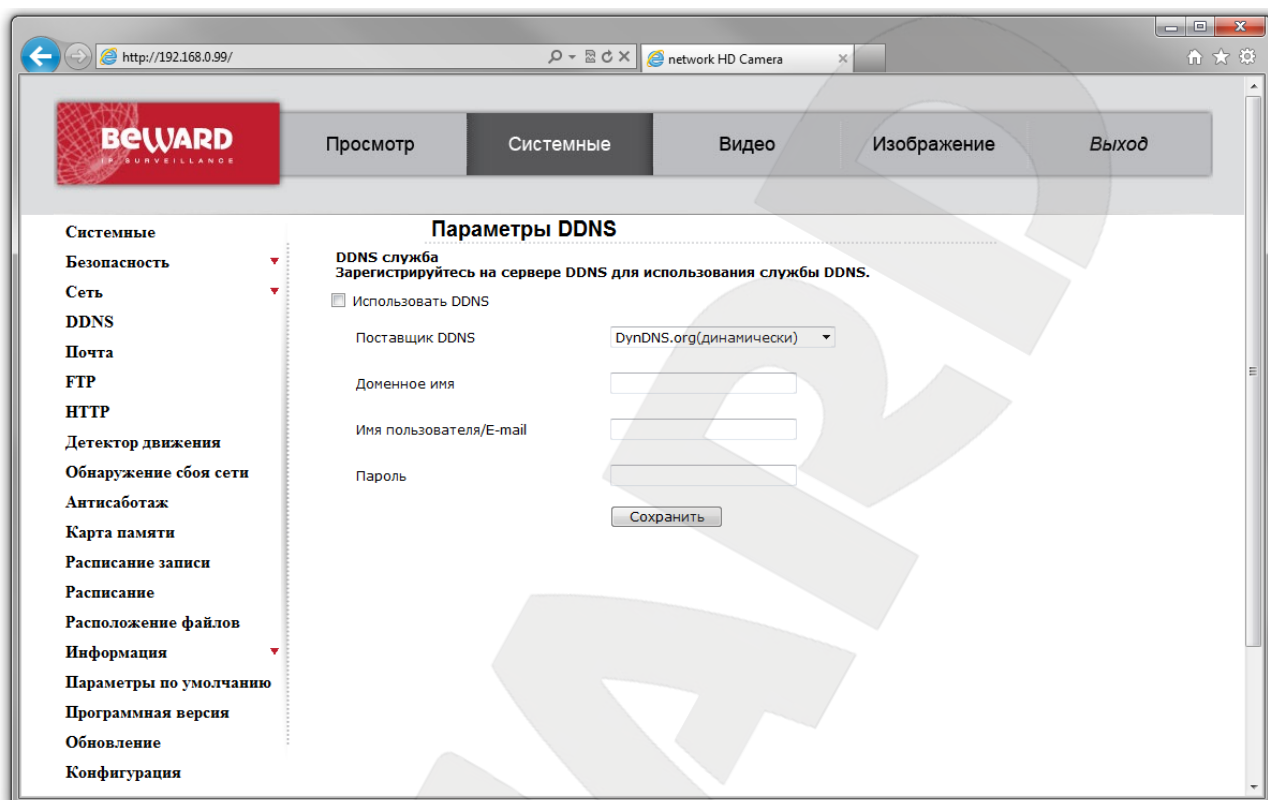 http://192.168.0.99/
network HD Camera
BEWARD
IP SURVEILLANCE
Просмотр
Системные
Видео
Изображение
Выход
Системные
Безопасность
Сеть
DDNS
Почта
FTP
HTTP
Детектор движения
Обнаружение сбоя сети
Антисаботаж
Карта памяти
Расписание записи
Расписание
Расположение файлов
Информация
Параметры по умолчанию
Программная версия
Обновление
Конфигурация
Параметры DDNS
DDNS служба
Зарегистрируйтесь на сервере DDNS для использования службы DDNS.
Использовать DDNS
Поставщик DDNS
DynDNS.org(динамически)
Доменное имя
Имя пользователя/E-mail
Пароль
Сохранить